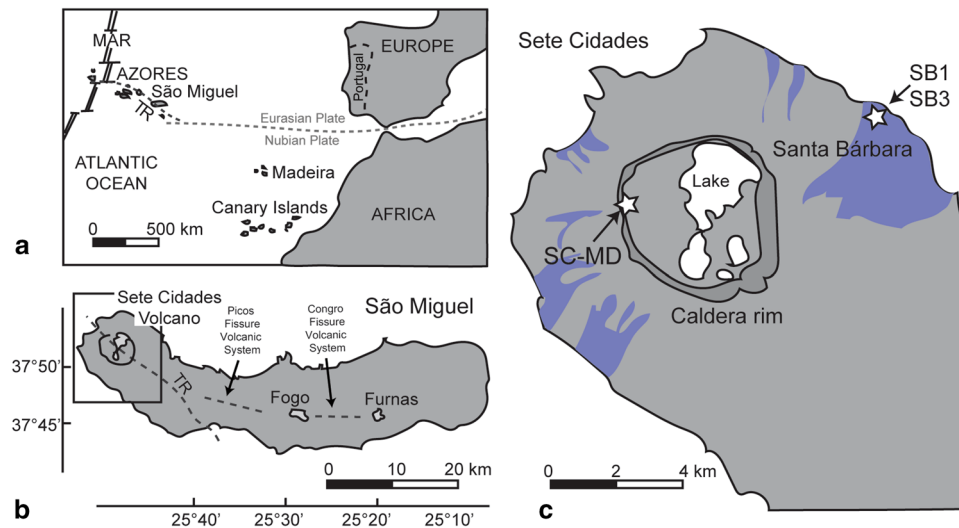 MAR
AZORES
São Miguel
TR
EUROPE
Portugal
Eurasian Plate
Nubian Plate
ATLANTIC
OCEAN
Madeira
Canary Islands
AFRICA
0 500 km
a
Sete Cidades
Volcano
São Miguel
Picos
Fissure
Volcanic
System
Congro
Fissure
Volcanic
System
37°50’
37°45’
TR
Fogo
Furnas
0 10 20 km
b
25°40’ 25°30’ 25°20’ 25°10’
Sete Cidades
SB1
SB3
Santa Bárbara
Lake
SC-MD
Caldera rim
0 2 4 km
c